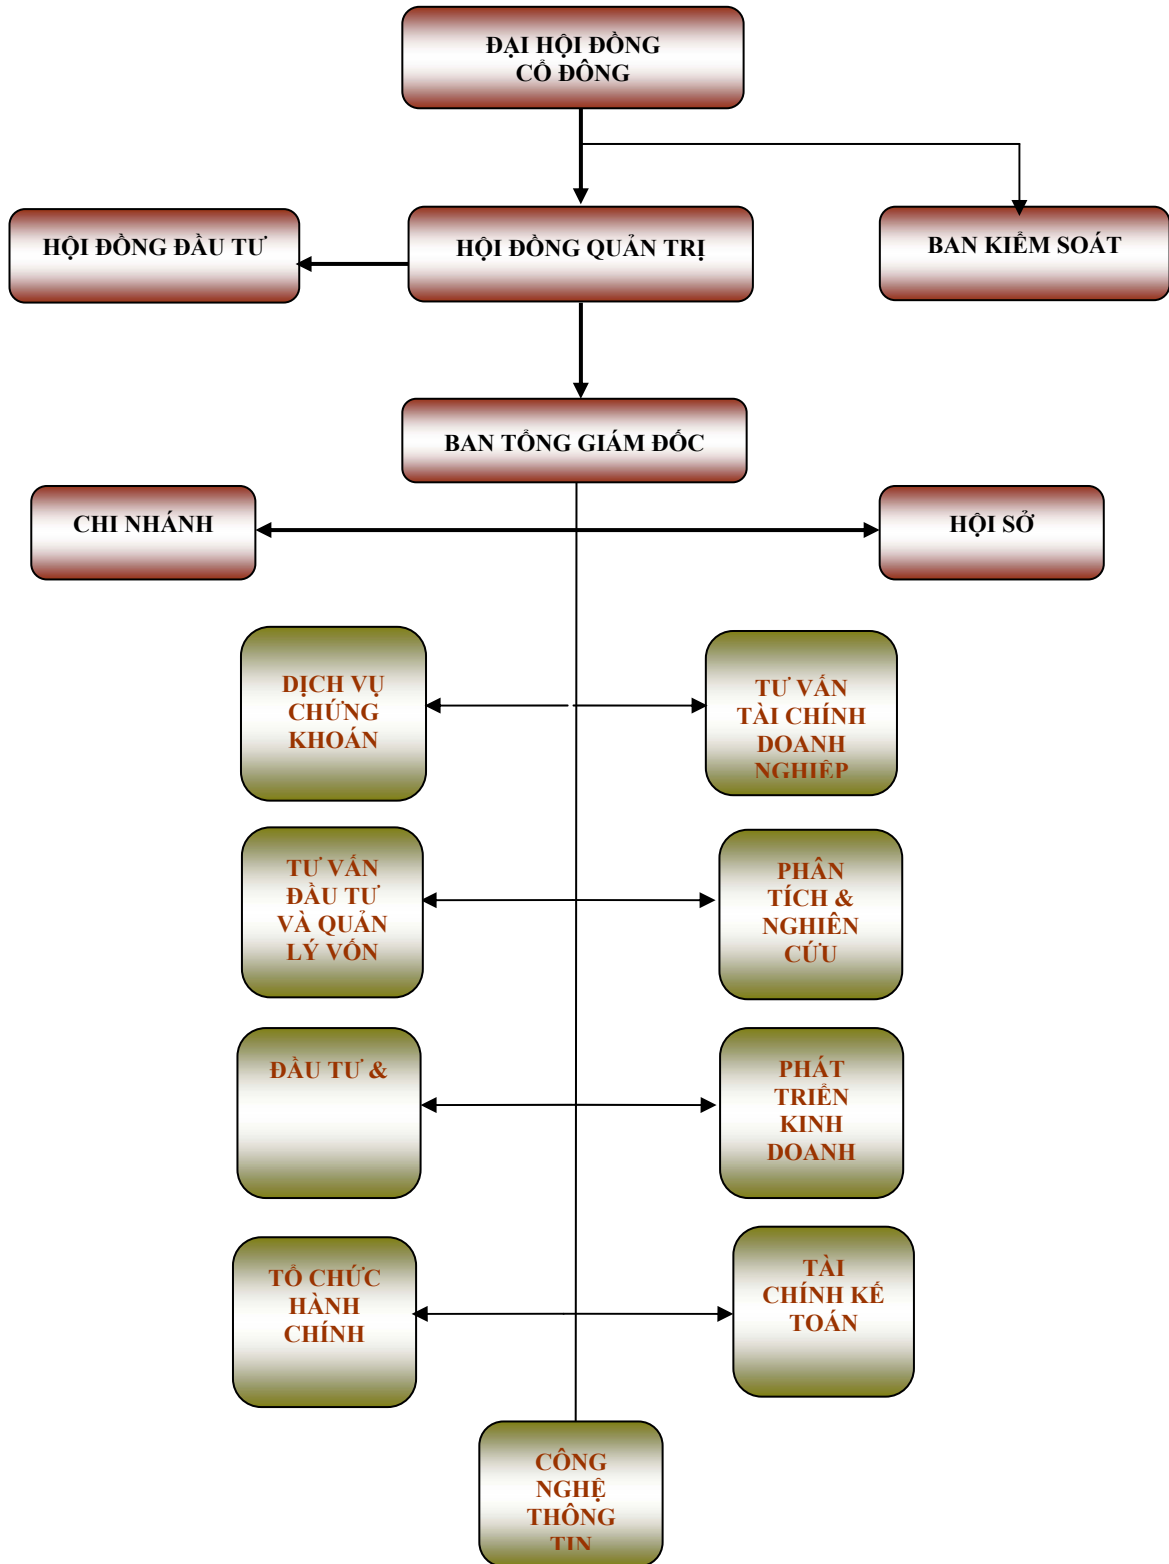 ĐẠI HỘI ĐỒNG
CỔ ĐÔNG
HỘI ĐỒNG ĐẦU TƯ
HỘI ĐỒNG QUẢN TRỊ
BAN KIỂM SOÁT
BAN TỔNG GIÁM ĐỐC
CHI NHÁNH
HỘI SỞ
DỊCH VỤ
CHỨNG
KHOÁN
TƯ VẤN
TÀI CHÍNH
DOANH
NGHIỆP
TƯ VẤN
ĐẦU TƯ
VÀ QUẢN
LÝ VỐN
PHÂN
TÍCH &
NGHIÊN
CỨU
ĐẦU TƯ &
PHÁT
TRIỂN
KINH
DOANH
TỔ CHỨC
HÀNH
CHÍNH
TÀI
CHÍNH KẾ
TOÁN
CÔNG
NGHỆ
THÔNG
TIN